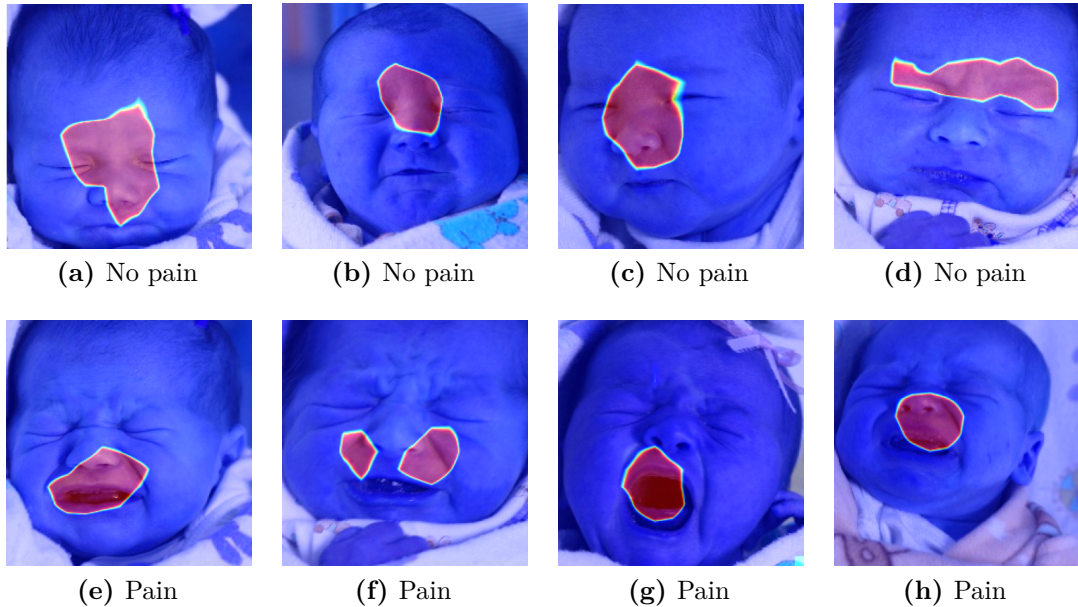 (a) No pain
(b) No pain
(c) No pain
(d) No pain
(e) Pain
(f) Pain
(g) Pain
(h) Pain